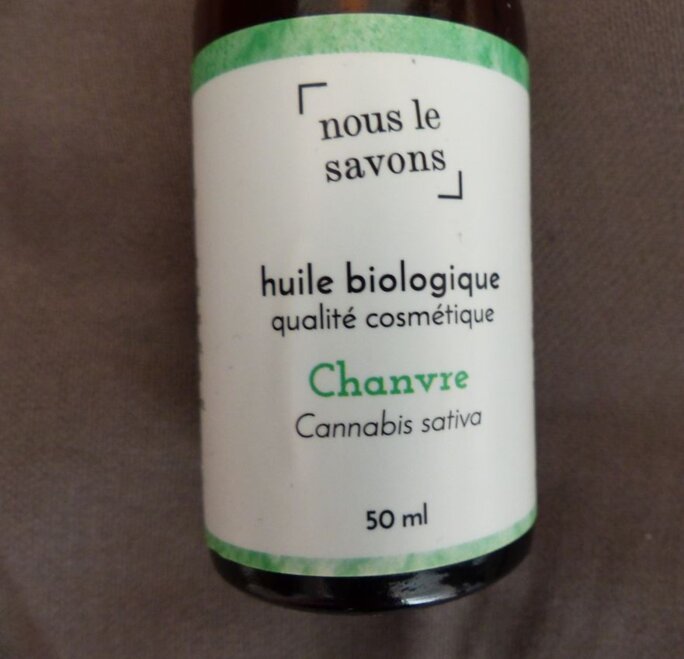 nous le
savons
huile biologique
qualité cosmétique
Chanvre
Cannabis sativa
50 ml